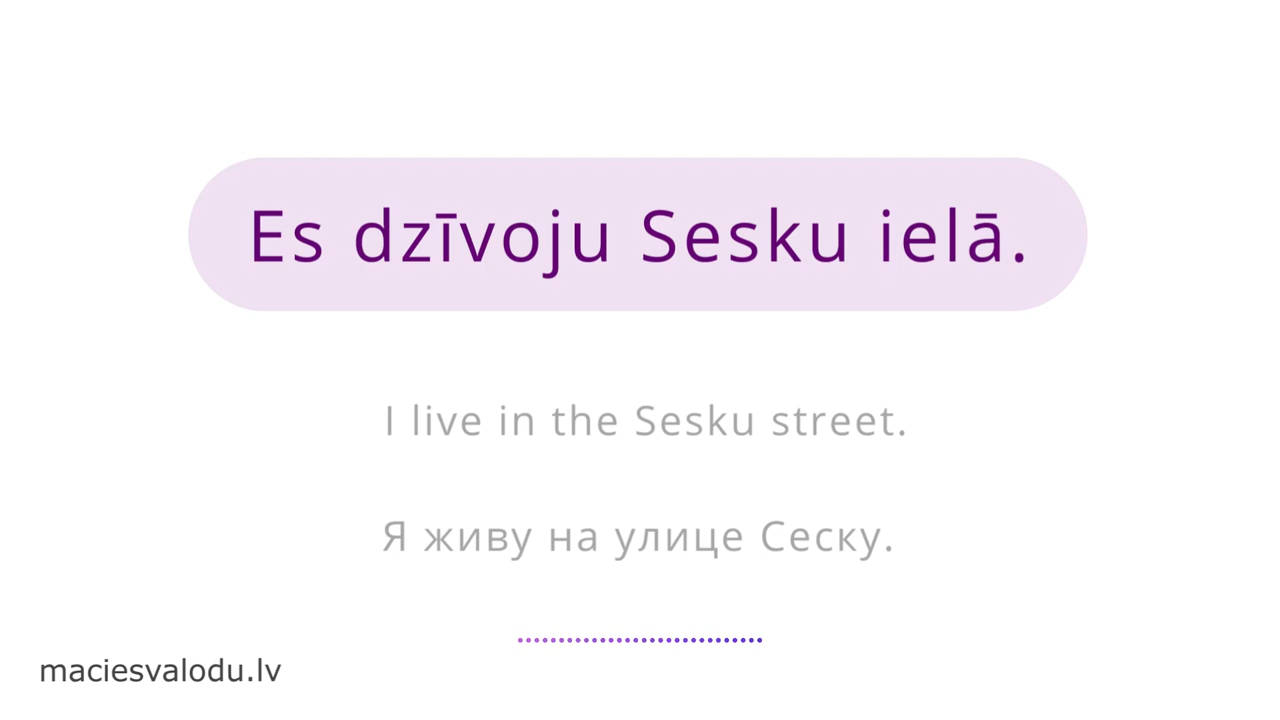 Es dzīvoju Sesku ielā.
I live in the Sesku street.
Я живу на улице Сеску.
maciesvalodu.lv